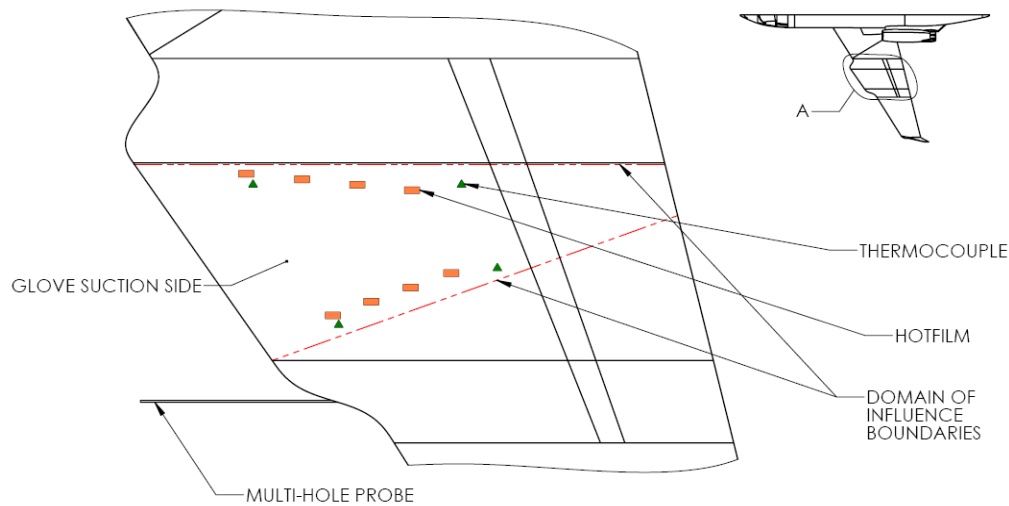 A
THERMOCOUPLE
GLOVE SUCTION SIDE
HOTFILM
DOMAIN OF
INFLUENCE
BOUNDARIES
MULTI-HOLE PROBE